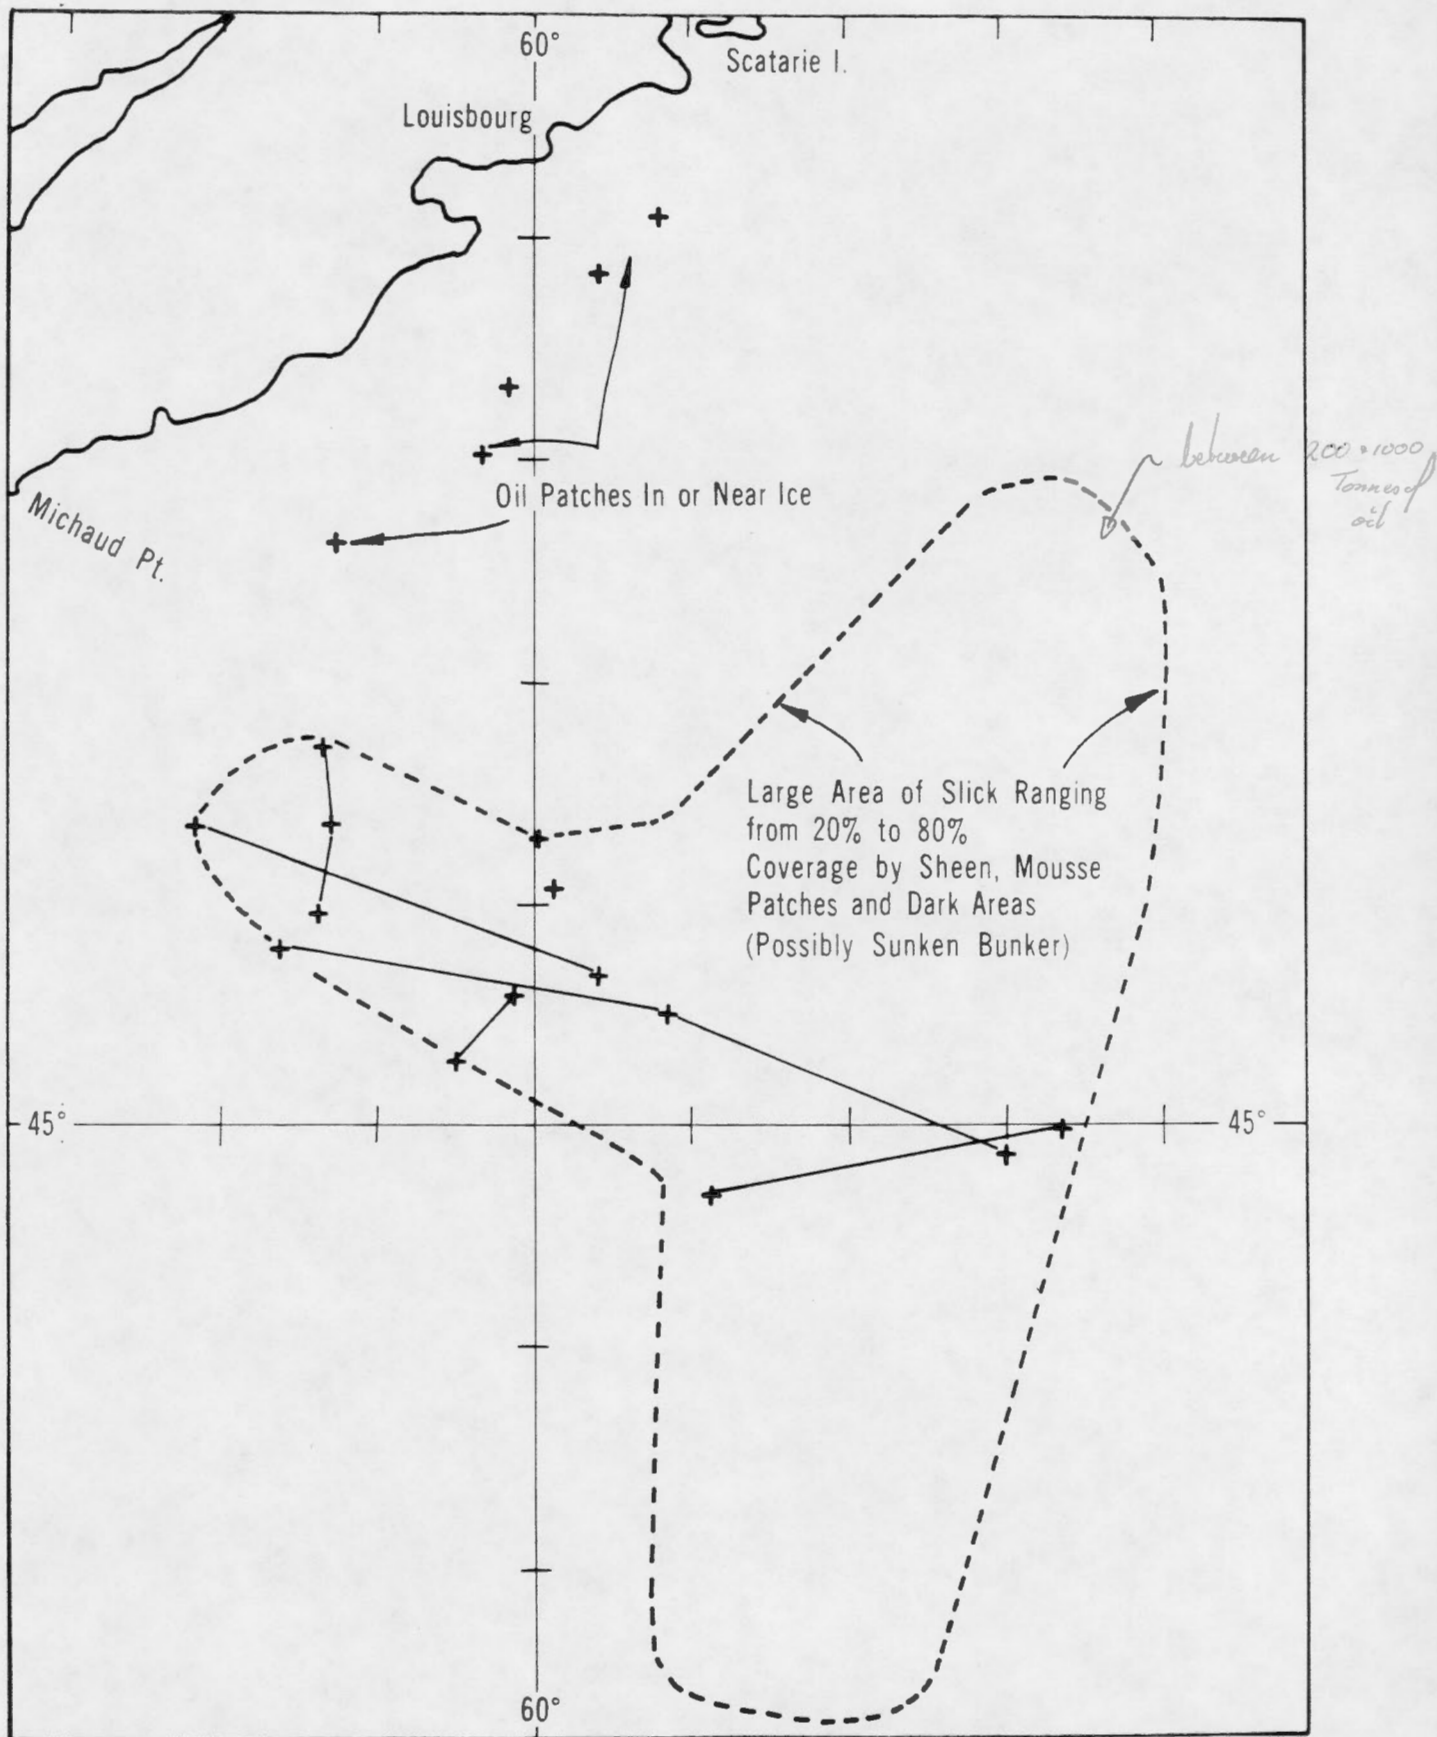 60°
Scatarie I.
Louisbourg
between 200 + 1000
Tonnes of
oil
Oil Patches In or Near Ice
Michaud Pt.
Large Area of Slick Ranging
from 20% to 80%
Coverage by Sheen, Mousse
Patches and Dark Areas
(Possibly Sunken Bunker)
45°
45°
60°